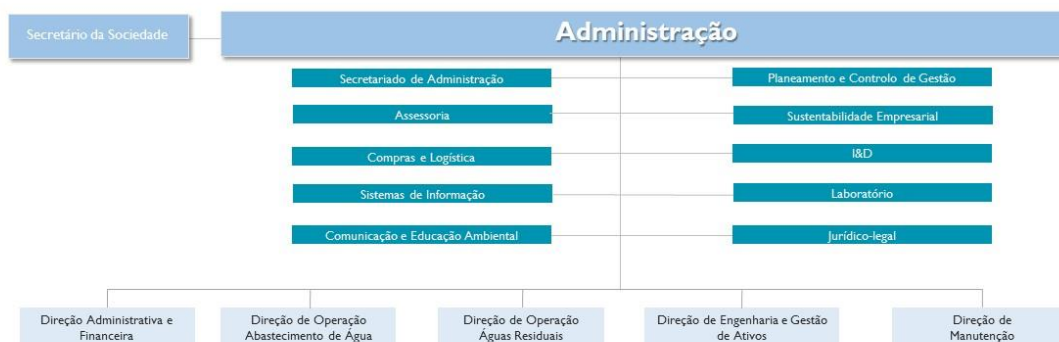 Secretário da Sociedade
Administração
Secretariado de Administração
Planeamento e Controlo de Gestão
Assessoria
Sustentabilidade Empresarial
Compras e Logística
I&D
Sistemas de Informação
Laboratório
Comunicação e Educação Ambiental
Jurídico-legal
Direção Administrativa e
Financeira
Direção de Operação
Abastecimento de Água
Direção de Operação
Águas Residuais
Direção de Engenharia e Gestão
de Ativos
Direção de
Manutenção